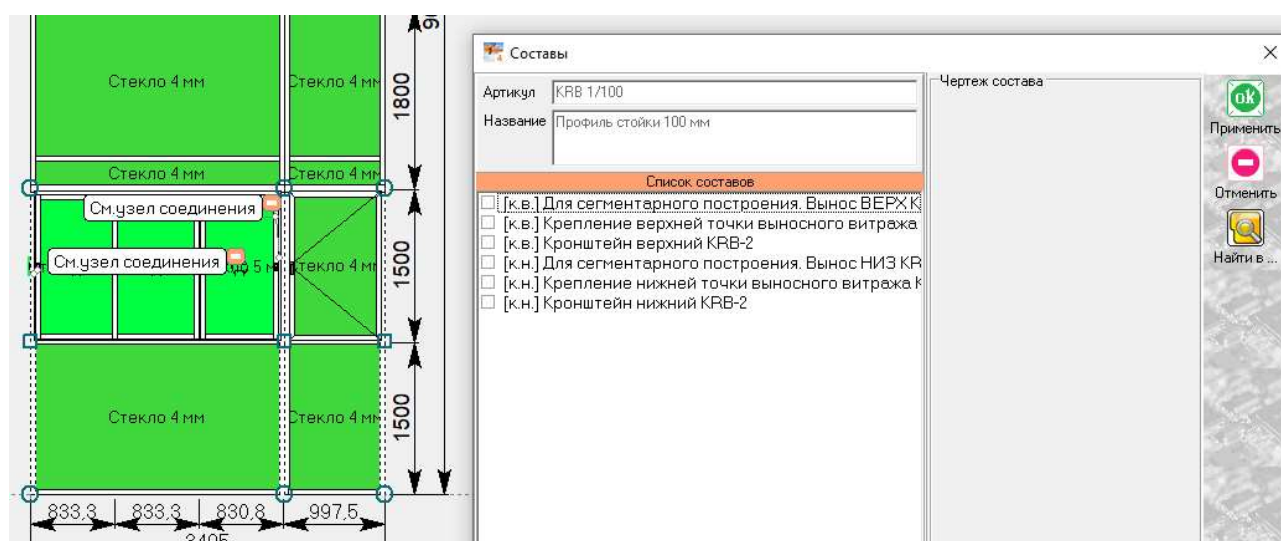 Стекло 4 мм
Стекло 4 мм
1800
Стекло 4 мм
Стекло 4 мм
См.узел соединения
См.узел соединения
5 м
текло 4 мм
1500
Стекло 4 мм
Стекло 4 мм
1500
833,3
833,3
830,8
997,5
Составы
Артикул
KRB 1/100
Название
Профиль стойки 100 мм
Список составов
[к.в.] Для сегментарного построения. Вынос ВЕРХ К
[к.в.] Крепление верхней точки выносного витража
[к.в.] Кронштейн верхний KRB-2
[к.н.] Для сегментарного построения. Вынос НИЗ KR
[к.н.] Крепление нижней точки выносного витража К
[к.н.] Кронштейн нижний KRB-2
Чертеж состава
ok
Применить
Отменить
Найти в ...